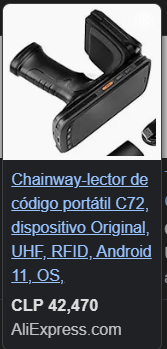 Chainway-lector de
código portátil C72,
dispositivo Original,
UHF, RFID, Android
11, OS,
CLP 42,470
AliExpress.com